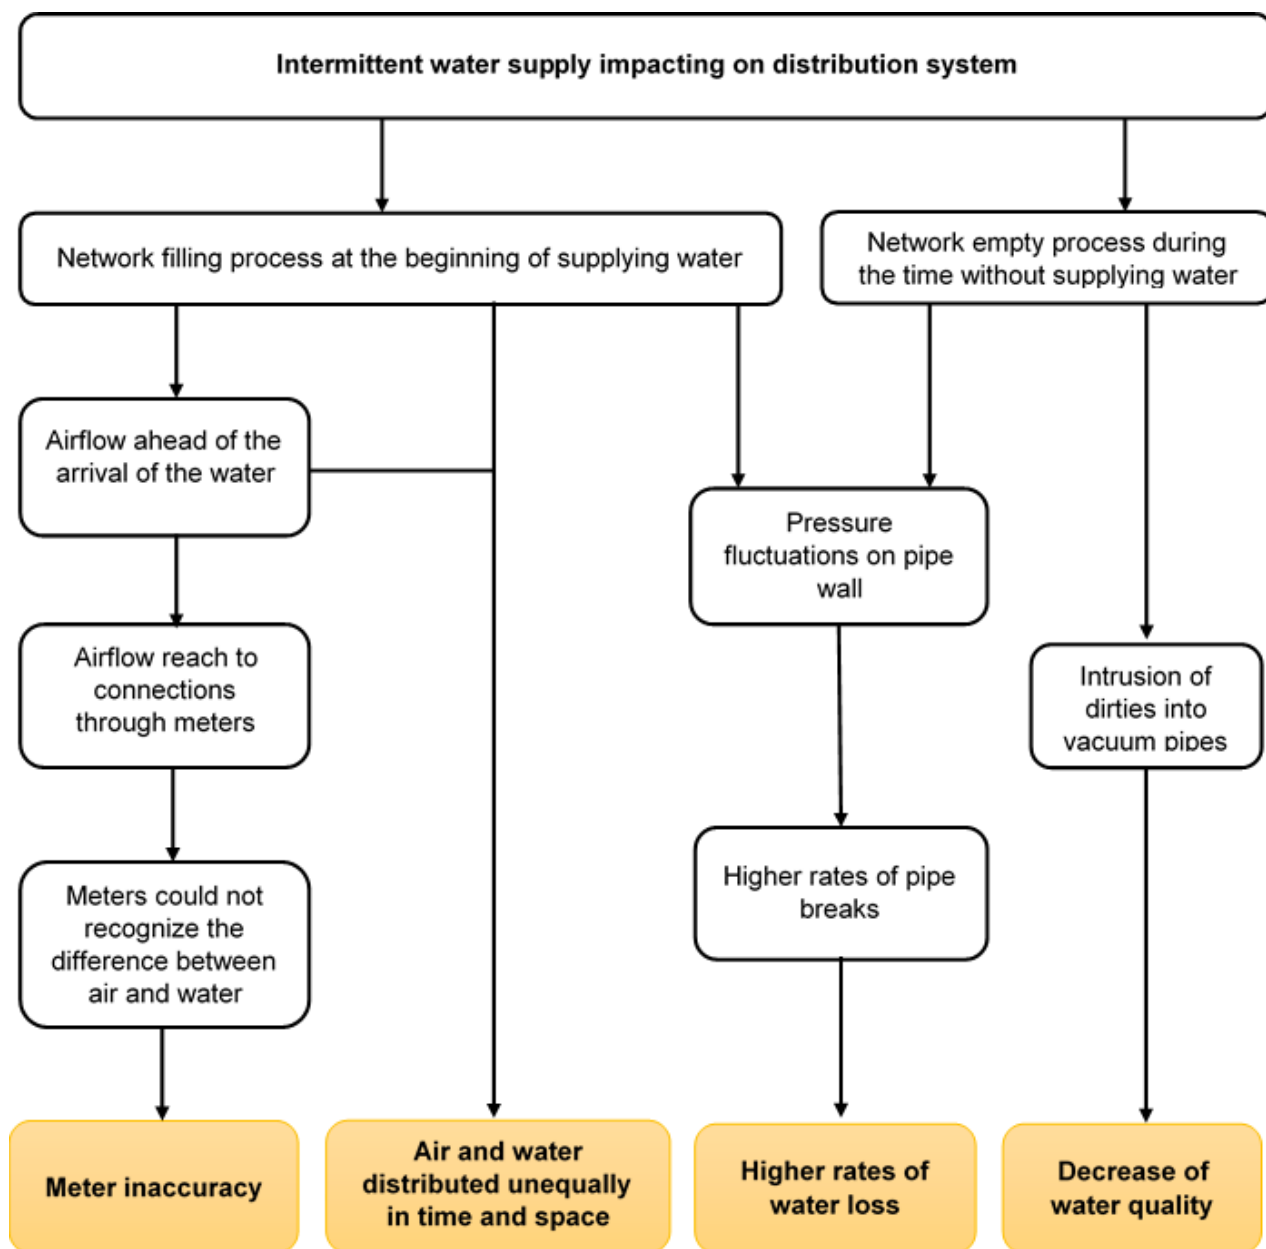 Intermittent water supply impacting on distribution system
Network filling process at the beginning of supplying water
Network empty process during
the time without supplying water
Airflow ahead of the
arrival of the water
Pressure
fluctuations on pipe
wall
Airflow reach to
connections
through meters
Intrusion of
dirties into
vacuum pipes
Meters could not
recognize the
difference between
air and water
Higher rates of pipe
breaks
Meter inaccuracy
Air and water
distributed unequally
in time and space
Higher rates of
water loss
Decrease of
water quality